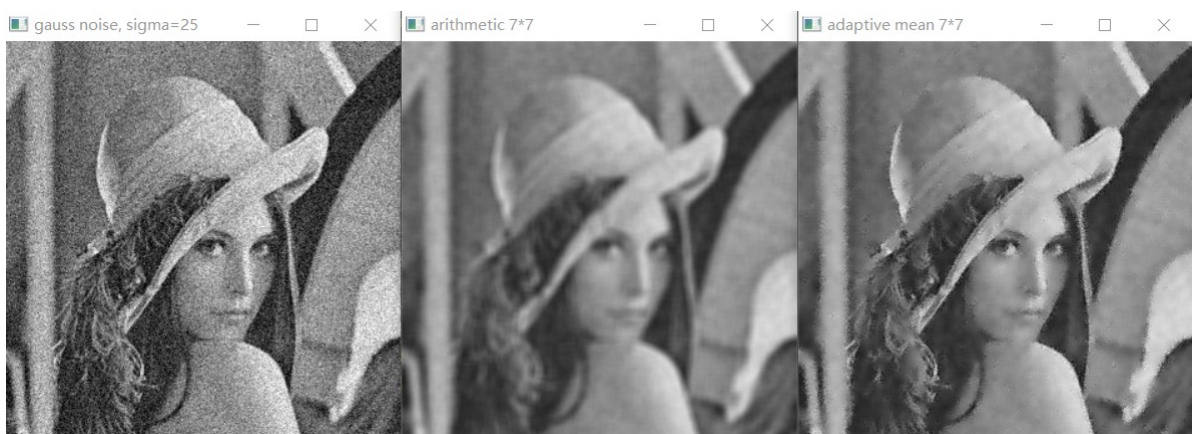 gauss noise, sigma=25
arithmetic 7*7
adaptive mean 7*7